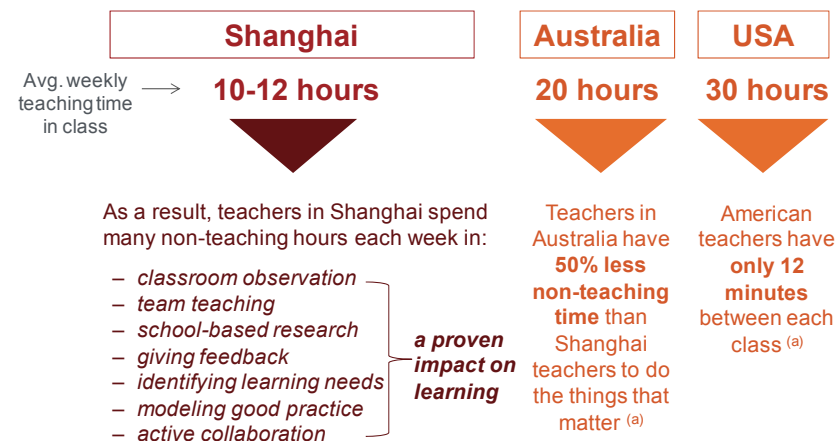 Shanghai
Australia
USA
Avg. weekly
teaching time
in class
10-12 hours
20 hours
30 hours
As a result, teachers in Shanghai spend
many non-teaching hours each week in:
– classroom observation
– team teaching
– school-based research
– giving feedback
– identifying learning needs
– modeling good practice
– active collaboration
a proven
impact on
learning
Teachers in
Australia have
50% less
non-teaching
time than
Shanghai
teachers to do
the things that
matter (a)
American
teachers have
only 12
minutes
between each
class (a)